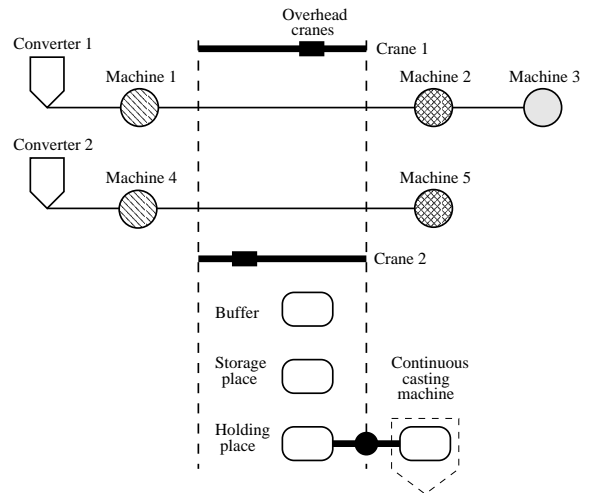 Overhead
cranes
Converter 1
Crane 1
Machine 1
Machine 2
Machine 3
Converter 2
Machine 4
Machine 5
Crane 2
Buffer
Storage
place
Continuous
casting
machine
Holding
place